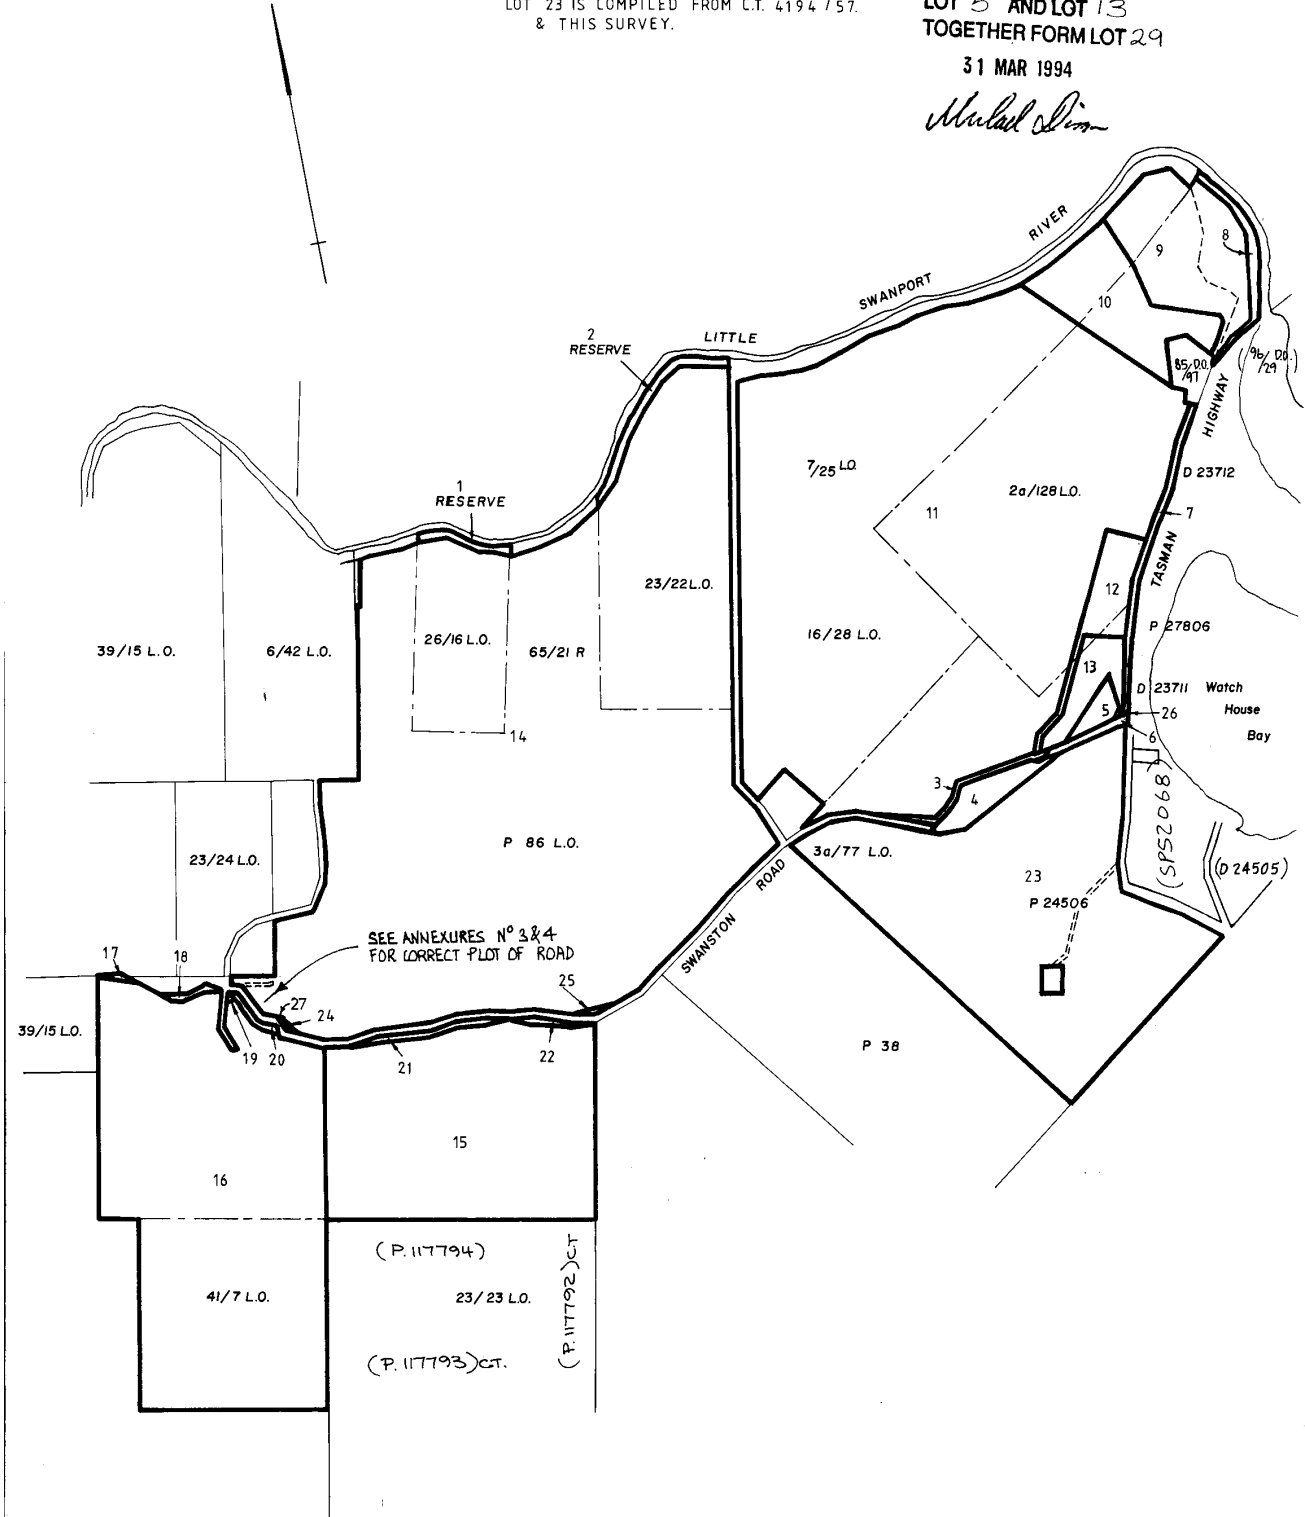 LOT 23 IS COMPILED FROM C.T. 4194 / 57.
& THIS SURVEY.
LOT 5 AND LOT 13
TOGETHER FORM LOT 29
31 MAR 1994
RIVER
SWANPORT
LITTLE
2
RESERVE
1
RESERVE
8
9
10
85/D.O.
/97
(96/D.O.
/29)
HIGHWAY
D 23712
7
TASMAN
7/25 L.O.
2a/128 L.O.
11
12
P 27806
23/22 L.O.
26/16 L.O.
65/21 R
16/28 L.O.
39/15 L.O.
6/42 L.O.
13
D 23711
Watch
House
Bay
5
26
6
14
3
4
P 86 L.O.
3a/77 L.O.
23/24 L.O.
ROAD
SWANSTON
23
P 24506
(SP52068)
(D 24505)
SEE ANNEXURES Nº 3 & 4
FOR CORRECT PLOT OF ROAD
17
18
25
27
24
39/15 L.O.
19
20
21
22
P 38
15
16
(P. 117794)
41/7 L.O.
23/23 L.O.
(P. 117792) C.T
(P. 117793) C.T.